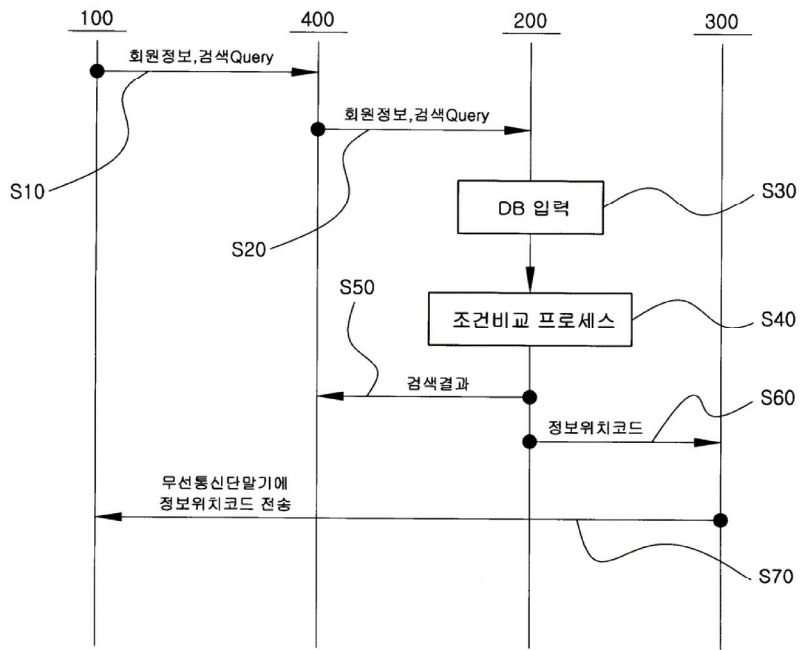 100
400
200
300
회원정보,검색Query
회원정보,검색Query
S10
DB 입력
S30
S20
S50
조건비교 프로세스
S40
검색결과
S60
정보위치코드
무선통신단말기에
정보위치코드 전송
S70